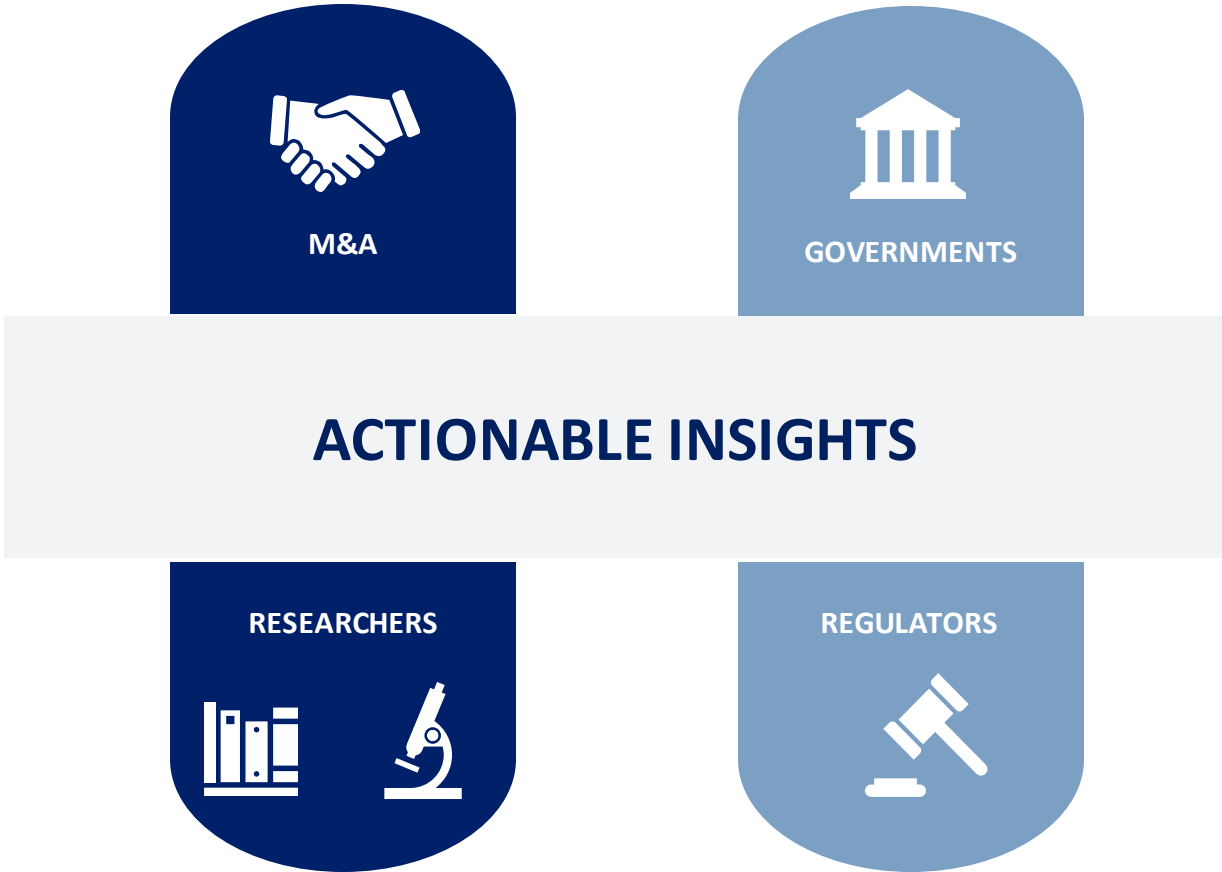 M&A
GOVERNMENTS
ACTIONABLE INSIGHTS
RESEARCHERS
REGULATORS